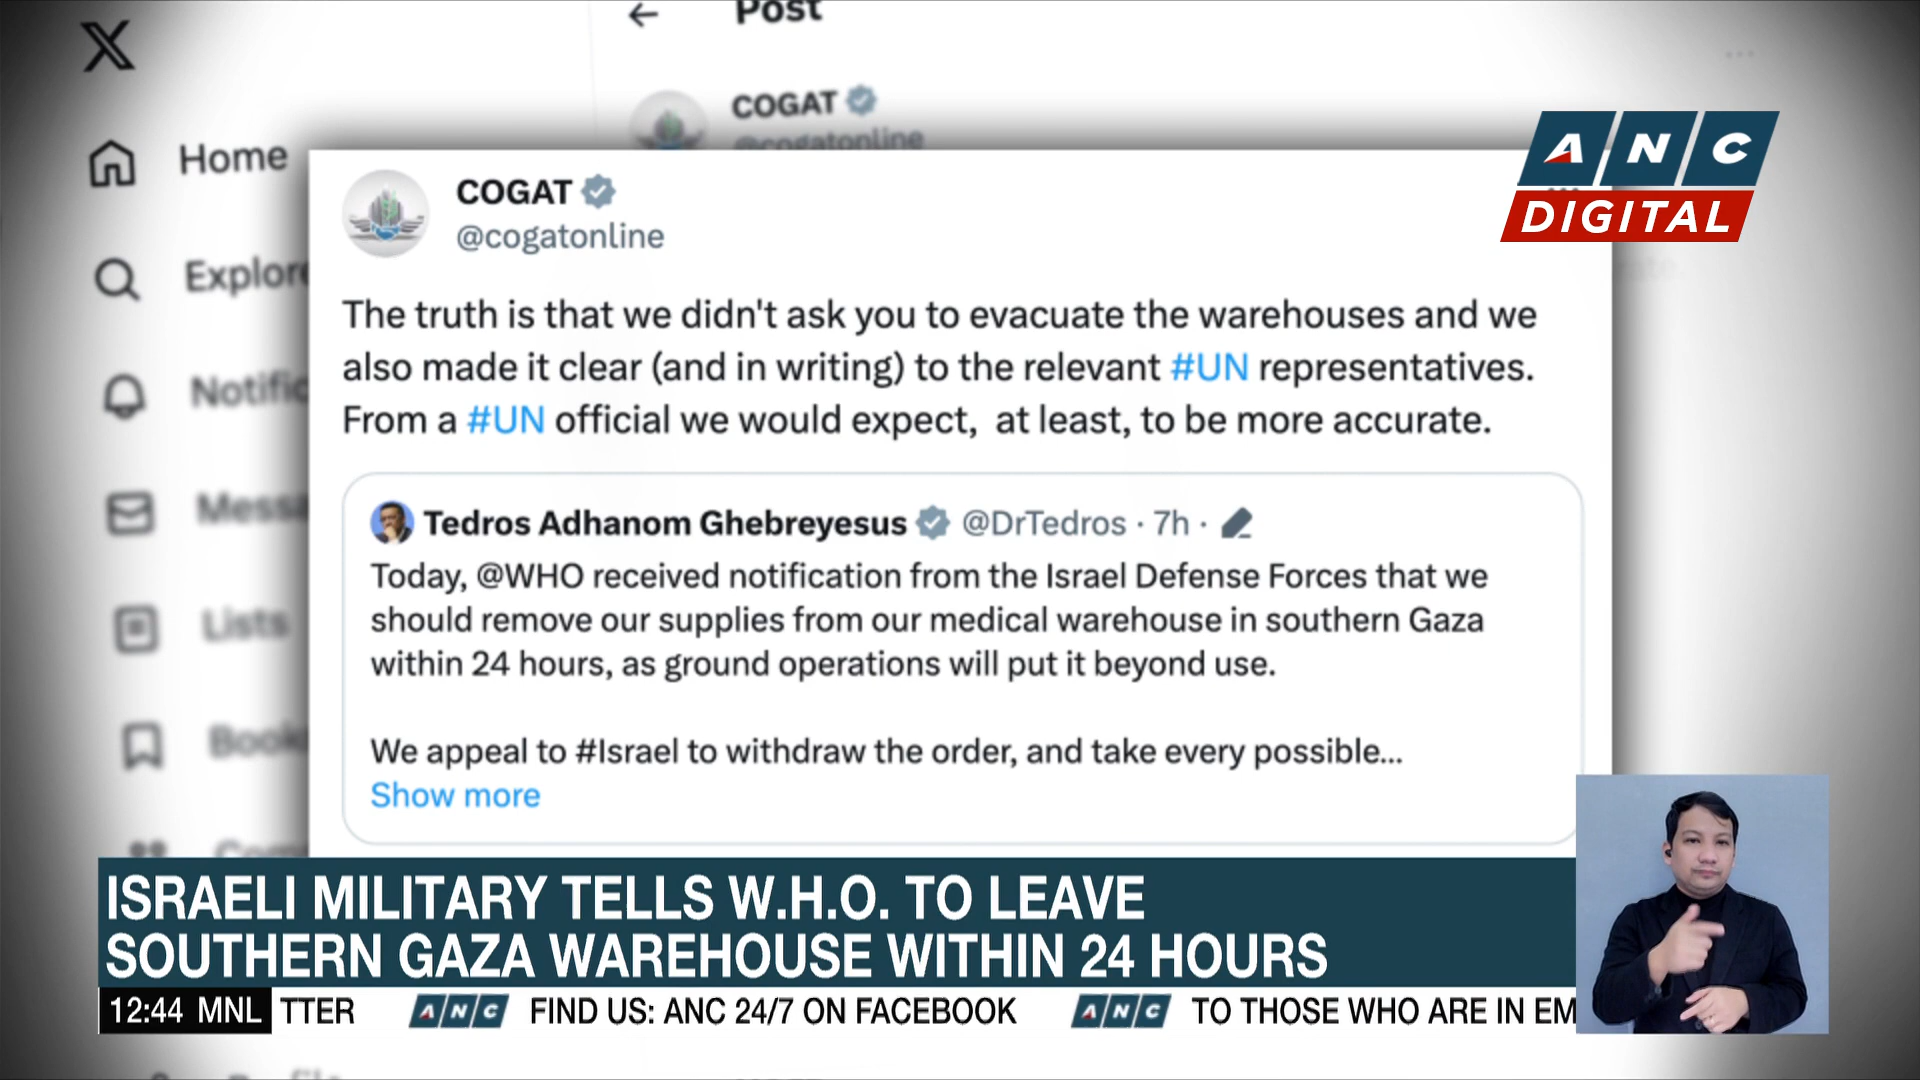 Post
COGAT
@cogatonline
Home
Explore
Lists
ANC
DIGITAL
COGAT
@cogatonline
The truth is that we didn't ask you to evacuate the warehouses and we
also made it clear (and in writing) to the relevant #UN representatives.
From a #UN official we would expect,  at least, to be more accurate.
Tedros Adhanom Ghebreyesus @DrTedros · 7h ·
Today, @WHO received notification from the Israel Defense Forces that we
should remove our supplies from our medical warehouse in southern Gaza
within 24 hours, as ground operations will put it beyond use.
We appeal to #Israel to withdraw the order, and take every possible...
Show more
ISRAELI MILITARY TELLS W.H.O. TO LEAVE
SOUTHERN GAZA WAREHOUSE WITHIN 24 HOURS
12:44 MNL TTER ANC FIND US: ANC 24/7 ON FACEBOOK ANC TO THOSE WHO ARE IN EM